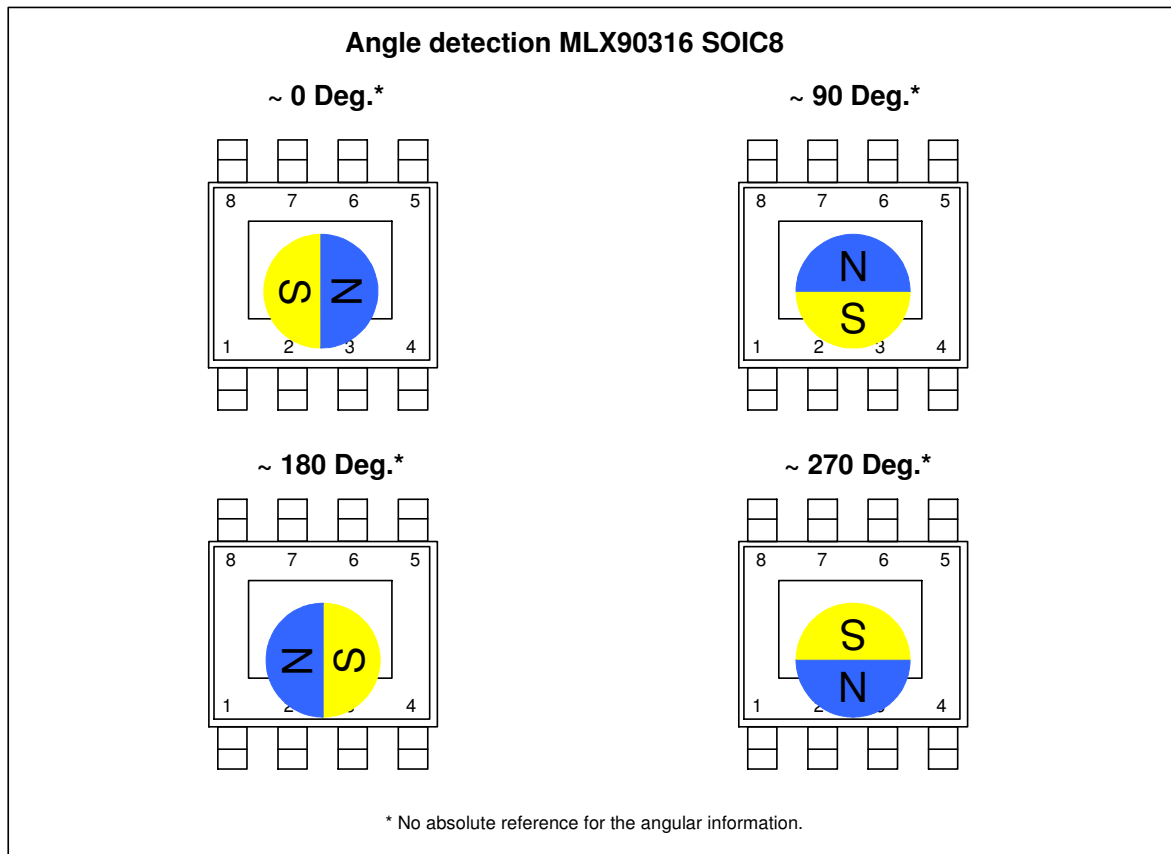 Angle detection MLX90316 SOIC8
~ 0 Deg.*
~ 90 Deg.*
8 7 6 5
8 7 6 5
S N
N
S
1 2 3 4
1 2 3 4
~ 180 Deg.*
~ 270 Deg.*
8 7 6 5
8 7 6 5
N S
S
N
1 2 4
1 4
* No absolute reference for the angular information.